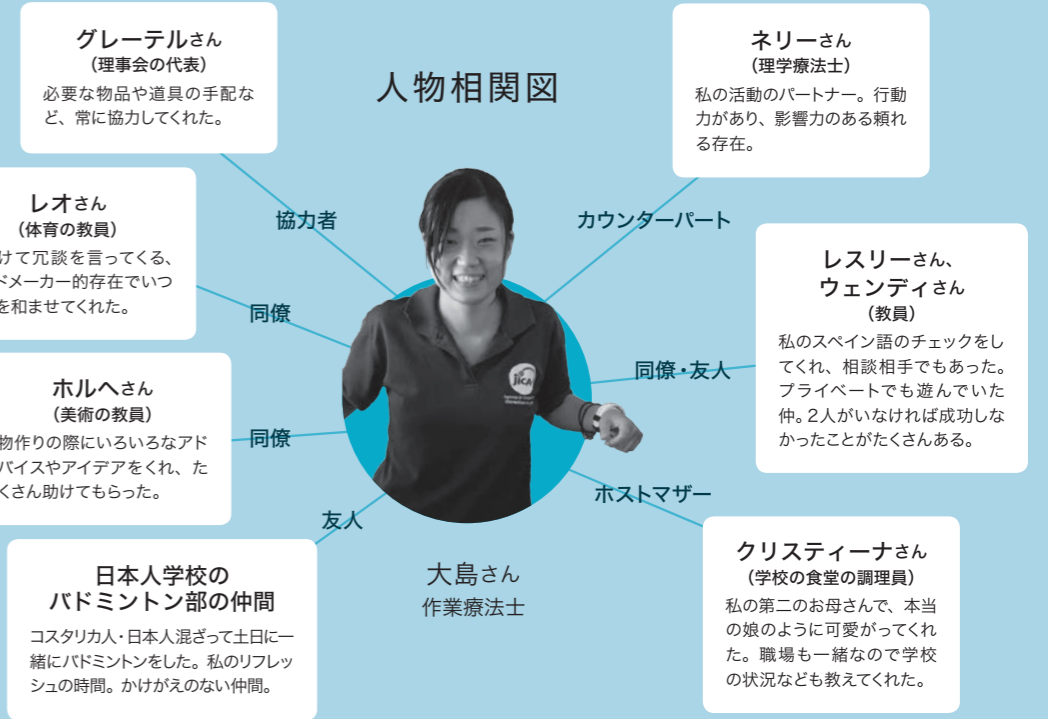 人物相関図
グレーテルさん
（理事会の代表）
必要な物品や道具の手配な
ど、常に協力してくれた。
協力者
レオさん
（体育の教員）
けて冗談を言ってくる、
ドメーカー的存在でいつ
を和ませてくれた。
同僚
ホルヘさん
（美術の教員）
物作りの際にいろいろなアド
バイスやアイデアをくれ、た
くさん助けてもらった。
同僚
日本人学校の
バドミントン部の仲間
コスタリカ人・日本人混ざって土日に一
緒にバドミントンをした。私のリフレッ
シュの時間。かけがえのない仲間。
友人
ネリーさん
（理学療法士）
私の活動のパートナー。行動
力があり、影響力のある頼れ
る存在。
カウンターパート
レスリーさん、
ウェンディさん
（教員）
私のスペイン語のチェックをし
てくれ、相談相手でもあった。
プライベートでも遊んでいた
仲。2人がいなければ成功しな
かったことがたくさんある。
同僚・友人
クリスティーナさん
（学校の食堂の調理員）
私の第二のお母さんで、本当
の娘のように可愛がってくれ
た。職場も一緒なので学校
の状況なども教えてくれた。
ホストマザー
jica
大島さん
作業療法士